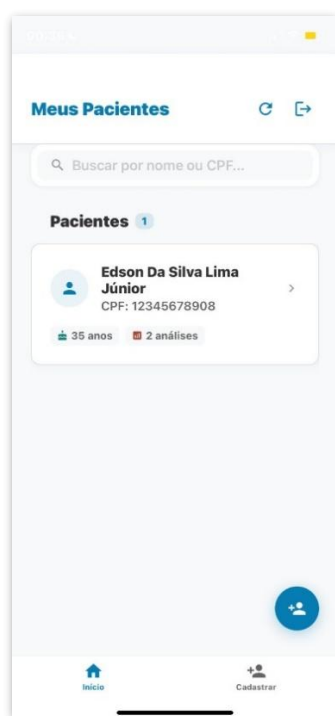 Meus Pacientes
Buscar por nome ou CPF...
Pacientes 1
Edson Da Silva Lima
Júnior
CPF: 12345678908
35 anos 2 análises
Início Cadastrar